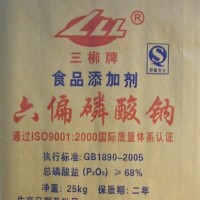 ®
三柳牌
食品添加剂
六偏磷酸钠
通过ISO9001:2000国际质量体系认证
执行标准: GB1890-2005
总磷酸盐 (P₂O₅) ≥68%
净重: 25kg 保质期: 二年